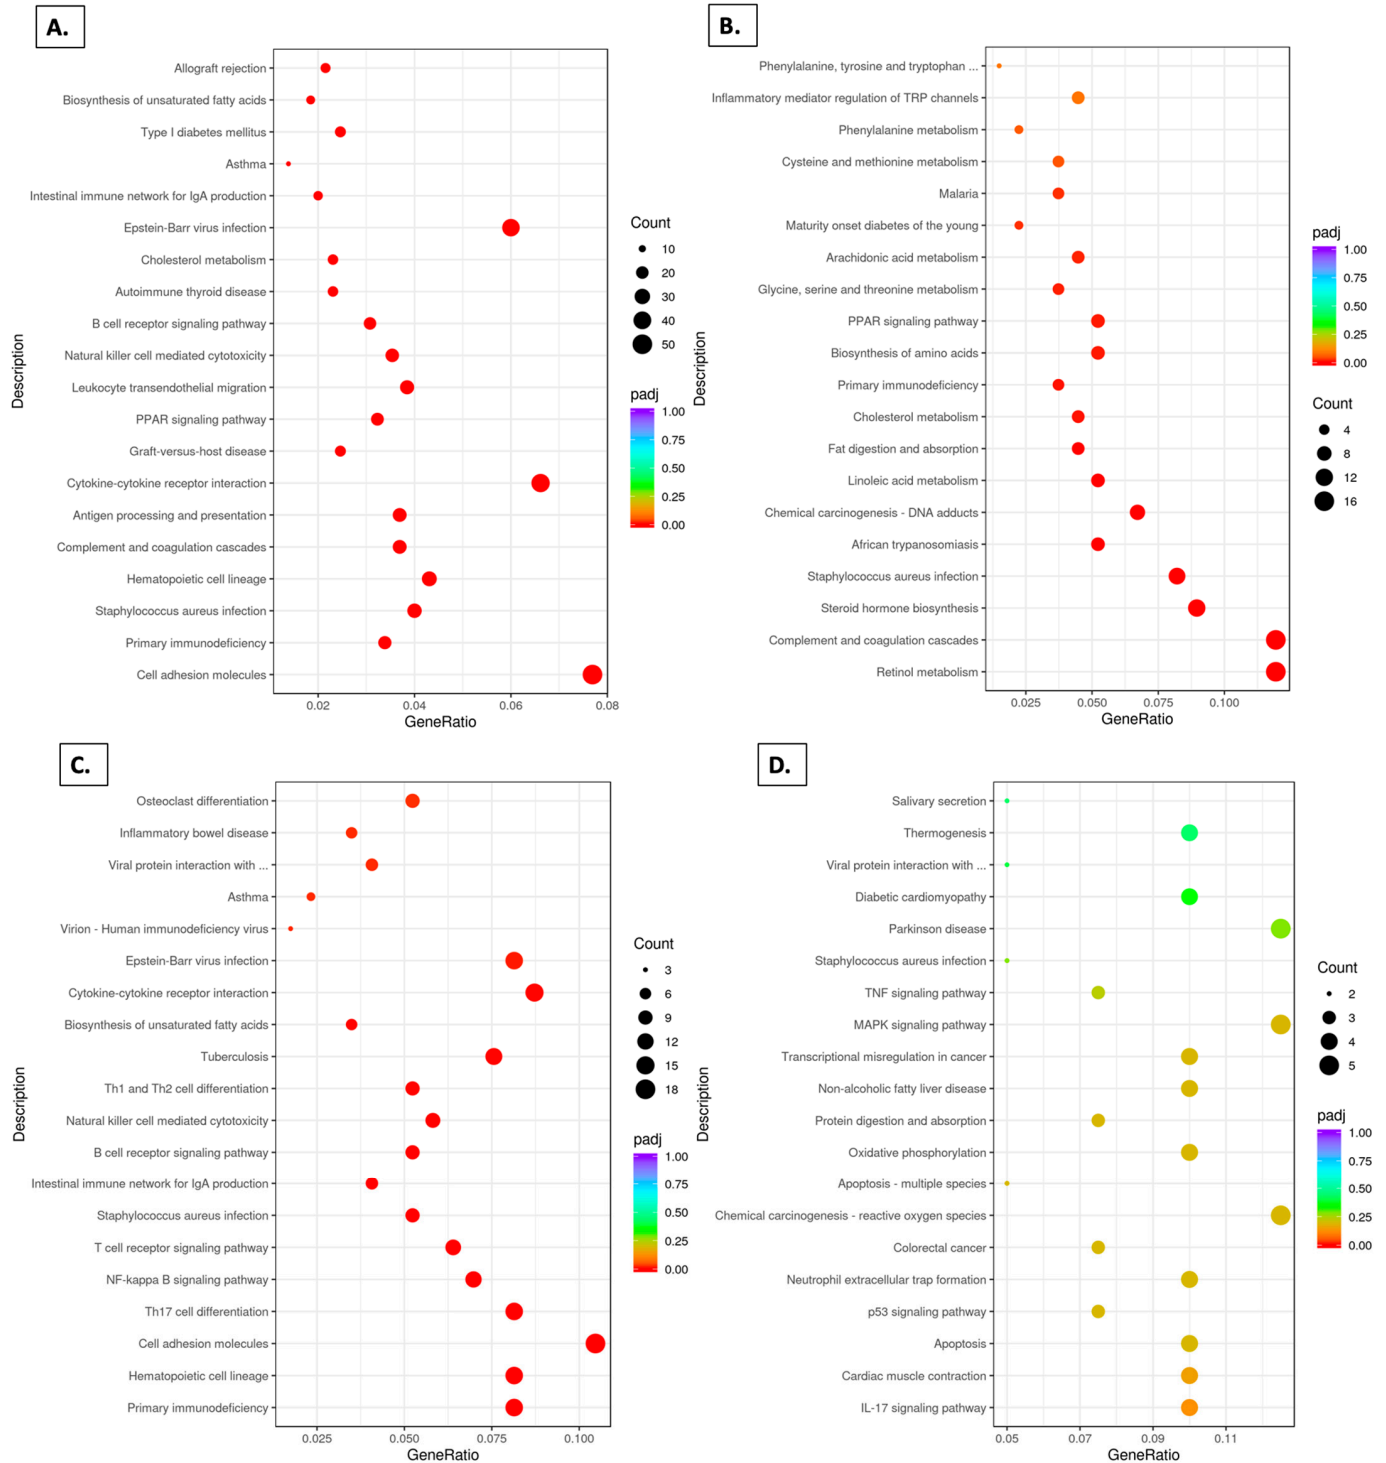 A.
Allograft rejection
Biosynthesis of unsaturated fatty acids
Type I diabetes mellitus
Asthma
Intestinal immune network for IgA production
Epstein-Barr virus infection
Cholesterol metabolism
Autoimmune thyroid disease
B cell receptor signaling pathway
Natural killer cell mediated cytotoxicity
Leukocyte transendothelial migration
PPAR signaling pathway
Graft-versus-host disease
Cytokine-cytokine receptor interaction
Antigen processing and presentation
Complement and coagulation cascades
Hematopoietic cell lineage
Staphylococcus aureus infection
Primary immunodeficiency
Cell adhesion molecules
Description
0.02 0.04 0.06 0.08
GeneRatio
Count
10
20
30
40
50
padj
1.00
0.75
0.50
0.25
0.00
B.
Phenylalanine, tyrosine and tryptophan ...
Inflammatory mediator regulation of TRP channels
Phenylalanine metabolism
Cysteine and methionine metabolism
Malaria
Maturity onset diabetes of the young
Arachidonic acid metabolism
Glycine, serine and threonine metabolism
PPAR signaling pathway
Biosynthesis of amino acids
Primary immunodeficiency
Cholesterol metabolism
Fat digestion and absorption
Linoleic acid metabolism
Chemical carcinogenesis - DNA adducts
African trypanosomiasis
Staphylococcus aureus infection
Steroid hormone biosynthesis
Complement and coagulation cascades
Retinol metabolism
Description
0.025 0.050 0.075 0.100
GeneRatio
padj
1.00
0.75
0.50
0.25
0.00
Count
4
8
12
16
C.
Osteoclast differentiation
Inflammatory bowel disease
Viral protein interaction with ...
Asthma
Virion - Human immunodeficiency virus
Epstein-Barr virus infection
Cytokine-cytokine receptor interaction
Biosynthesis of unsaturated fatty acids
Tuberculosis
Th1 and Th2 cell differentiation
Natural killer cell mediated cytotoxicity
B cell receptor signaling pathway
Intestinal immune network for IgA production
Staphylococcus aureus infection
T cell receptor signaling pathway
NF-kappa B signaling pathway
Th17 cell differentiation
Cell adhesion molecules
Hematopoietic cell lineage
Primary immunodeficiency
Description
0.025 0.050 0.075 0.100
GeneRatio
Count
3
6
9
12
15
18
padj
1.00
0.75
0.50
0.25
0.00
D.
Salivary secretion
Thermogenesis
Viral protein interaction with ...
Diabetic cardiomyopathy
Parkinson disease
Staphylococcus aureus infection
TNF signaling pathway
MAPK signaling pathway
Transcriptional misregulation in cancer
Non-alcoholic fatty liver disease
Protein digestion and absorption
Oxidative phosphorylation
Apoptosis - multiple species
Chemical carcinogenesis - reactive oxygen species
Colorectal cancer
Neutrophil extracellular trap formation
p53 signaling pathway
Apoptosis
Cardiac muscle contraction
IL-17 signaling pathway
Description
0.05 0.07 0.09 0.11
GeneRatio
Count
2
3
4
5
padj
1.00
0.75
0.50
0.25
0.00